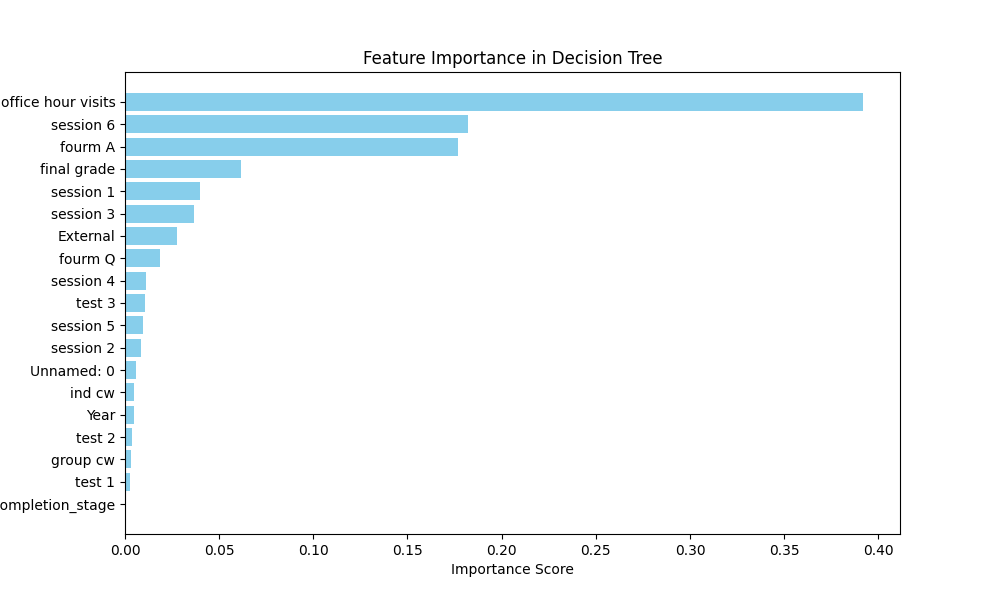 Feature Importance in Decision Tree
office hour visits
session 6
fourm A
final grade
session 1
session 3
External
fourm Q
session 4
test 3
session 5
session 2
Unnamed: 0
ind cw
Year
test 2
group cw
test 1
ompletion_stage
0.00 0.05 0.10 0.15 0.20 0.25 0.30 0.35 0.40
Importance Score